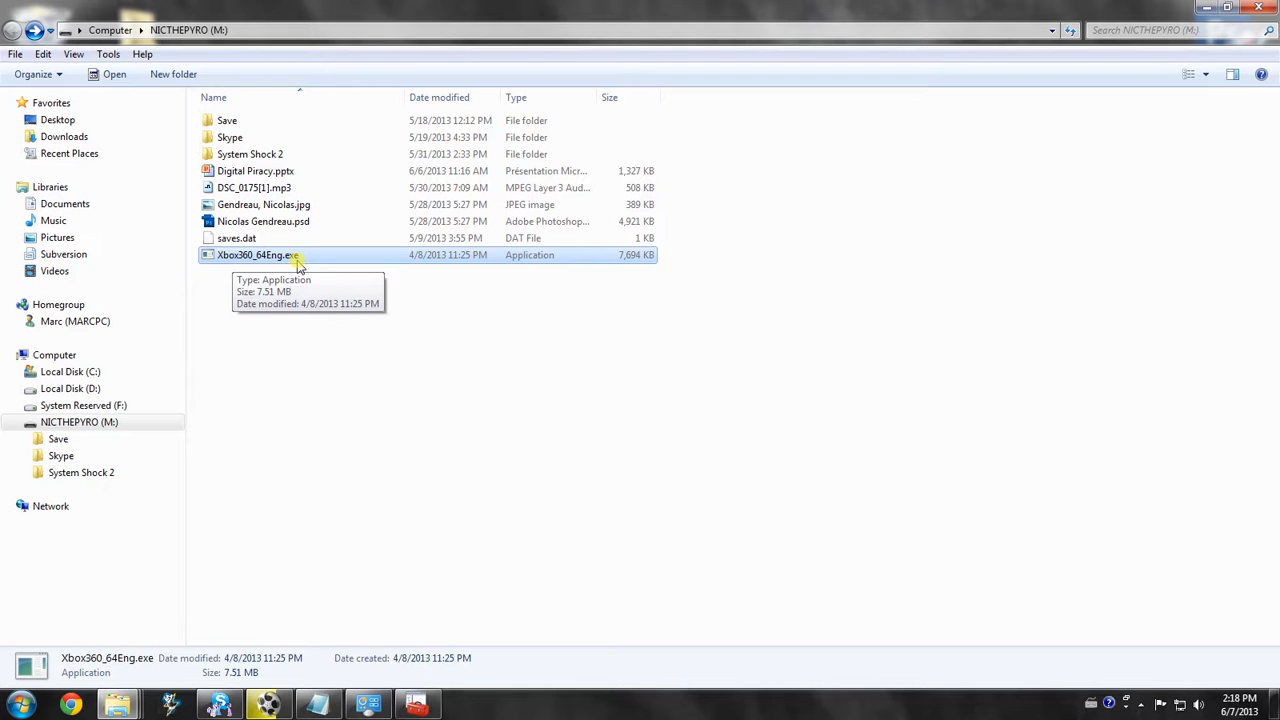 Computer NICTHEPYRO (M:) Search NICTHEPYRO (M:)
File Edit View Tools Help
Organize Open New folder
Name Date modified Type Size
Favorites
Desktop
Downloads
Recent Places
Libraries
Documents
Music
Pictures
Subversion
Videos
Homegroup
Marc (MARCPC)
Computer
Local Disk (C:)
Local Disk (D:)
System Reserved (F:)
NICTHEPYRO (M:)
Save
Skype
System Shock 2
Network
Save 5/18/2013 12:12 PM File folder
Skype 5/19/2013 4:33 PM File folder
System Shock 2 5/31/2013 2:33 PM File folder
Digital Piracy.pptx 6/6/2013 11:16 AM Présentation Micr... 1,327 KB
DSC_0175[1].mp3 5/30/2013 7:09 AM MPEG Layer 3 Aud... 508 KB
Gendreau, Nicolas.jpg 5/28/2013 5:27 PM JPEG image 389 KB
Nicolas Gendreau.psd 5/28/2013 5:27 PM Adobe Photoshop... 4,921 KB
saves.dat 5/9/2013 3:55 PM DAT File 1 KB
Xbox360_64Eng.exe 4/8/2013 11:25 PM Application 7,694 KB
Type: Application
Size: 7.51 MB
Date modified: 4/8/2013 11:25 PM
Xbox360_64Eng.exe Date modified: 4/8/2013 11:25 PM Date created: 4/8/2013 11:25 PM
Application Size: 7.51 MB
2:18 PM
6/7/2013